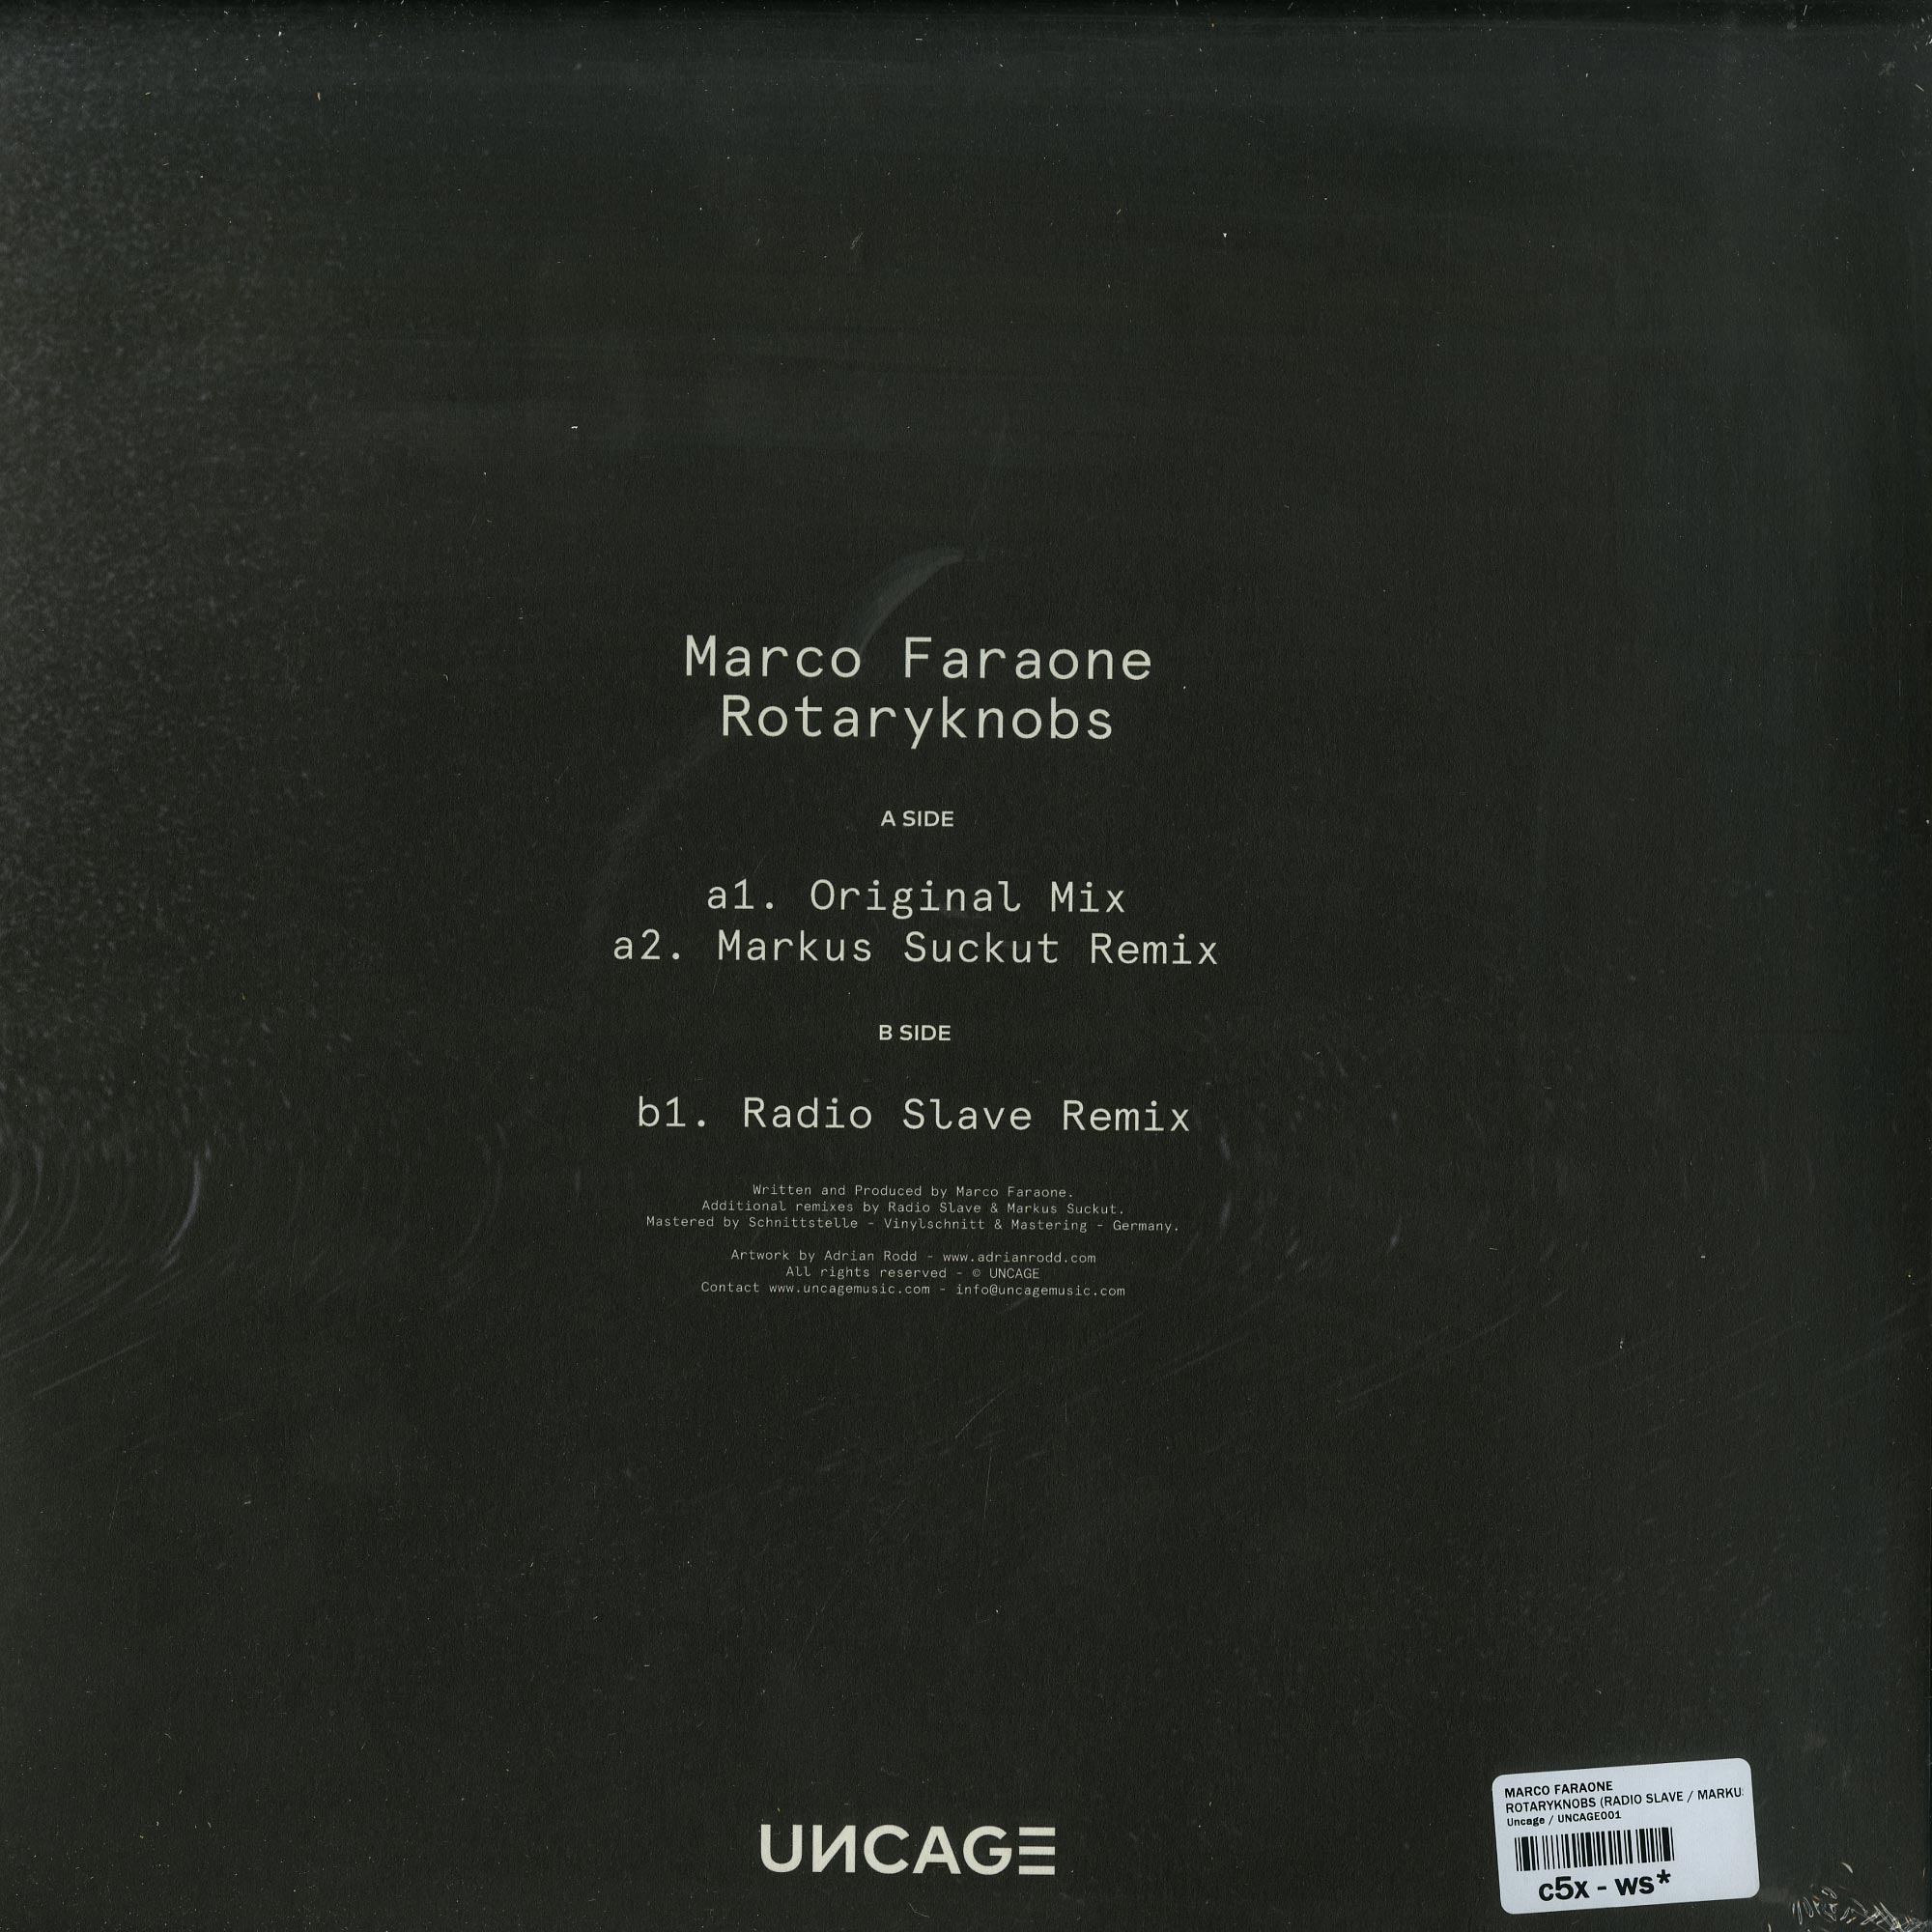 Marco Faraone
Rotaryknobs
A SIDE
a1. Original Mix
a2. Markus Suckut Remix
B SIDE
b1. Radio Slave Remix
Written and Produced by Marco Faraone.
Additional remixes by Radio Slave & Markus Suckut.
Mastered by Schnittstelle - Vinylschnitt & Mastering - Germany.
Artwork by Adrian Rodd - www.adrianrodd.com
All rights reserved - © UNCAGE
Contact www.uncagemusic.com - info@uncagemusic.com
UNCAGE
MARCO FARAONE
ROTARYKNOBS (RADIO SLAVE / MARKU
Uncage / UNCAGE001
c5x - ws*